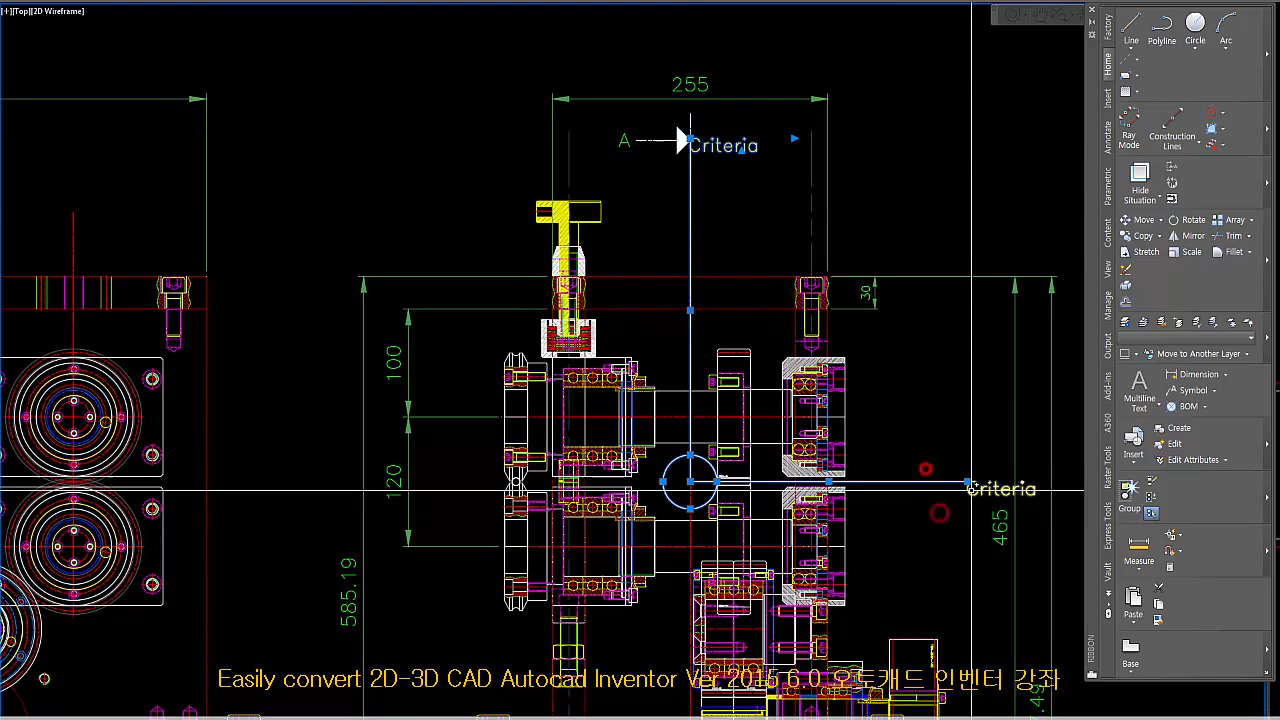 [+][Top][2D Wireframe]
255
A
Criteria
30
100
120
585.19
Criteria
465
7.49
Easily convert 2D-3D CAD Autocad Inventor Ver 2015 6.0 오토캐드 인벤터 강좌
Factory
Home
Insert
Annotate
Parametric
Content
View
Manage
Output
Add-ins
A360
Raster Tools
Express Tools
Vault
RIBBON
Line
Polyline
Circle
Arc
Ray
Mode
Construction
Lines
Hide
Situation
Move
Rotate
Array
Copy
Mirror
Trim
Stretch
Scale
Fillet
Move to Another Layer
Multiline
Text
Dimension
Symbol
BOM
Insert
Create
Edit
Edit Attributes
Group
Measure
Paste
Base